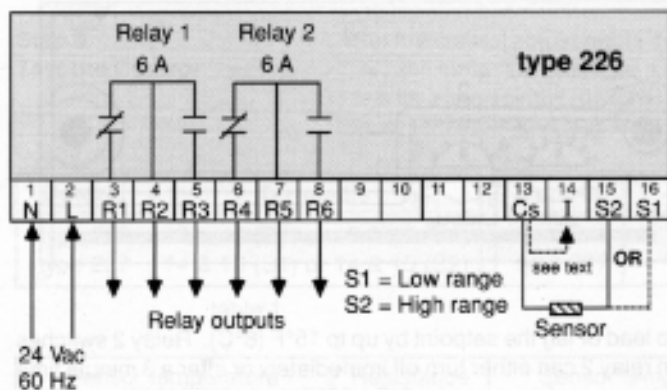 Relay 1 Relay 2 type 226
6 A 6 A
1 2 3 4 5 6 7 8 9 10 11 12 13 14 15 16
N L R1 R2 R3 R4 R5 R6 Cs I S2 S1
see text OR
S1 = Low range
S2 = High range
Relay outputs Sensor
24 Vac
60 Hz